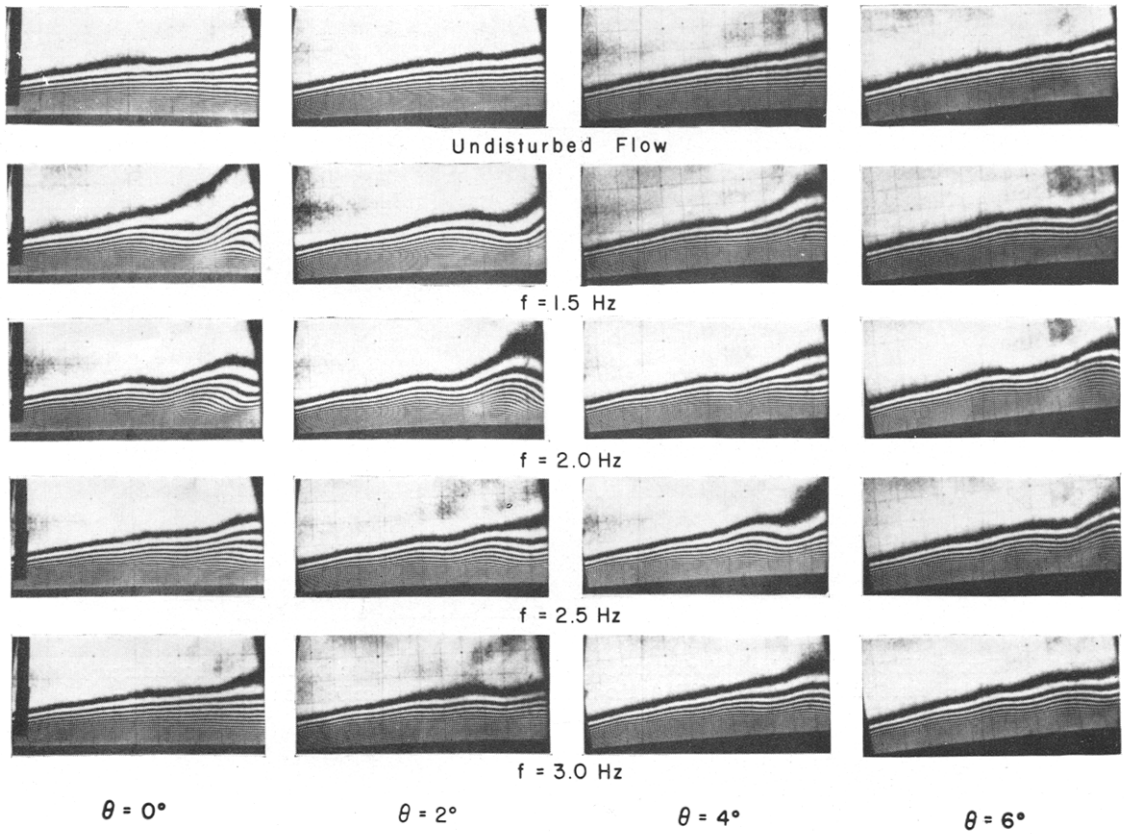 Undisturbed Flow
f = 1.5 Hz
f = 2.0 Hz
f = 2.5 Hz
f = 3.0 Hz
θ = 0° θ = 2° θ = 4° θ = 6°